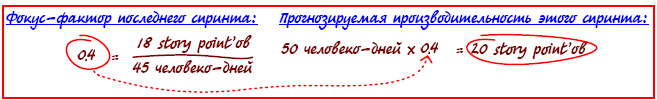 Фокус-фактор последнего спринта:
0.4 = 18 story point'ов / 45 человеко-дней
Прогнозируемая производительность этого спринта:
50 человеко-дней x 0.4 = 20 story point'ов